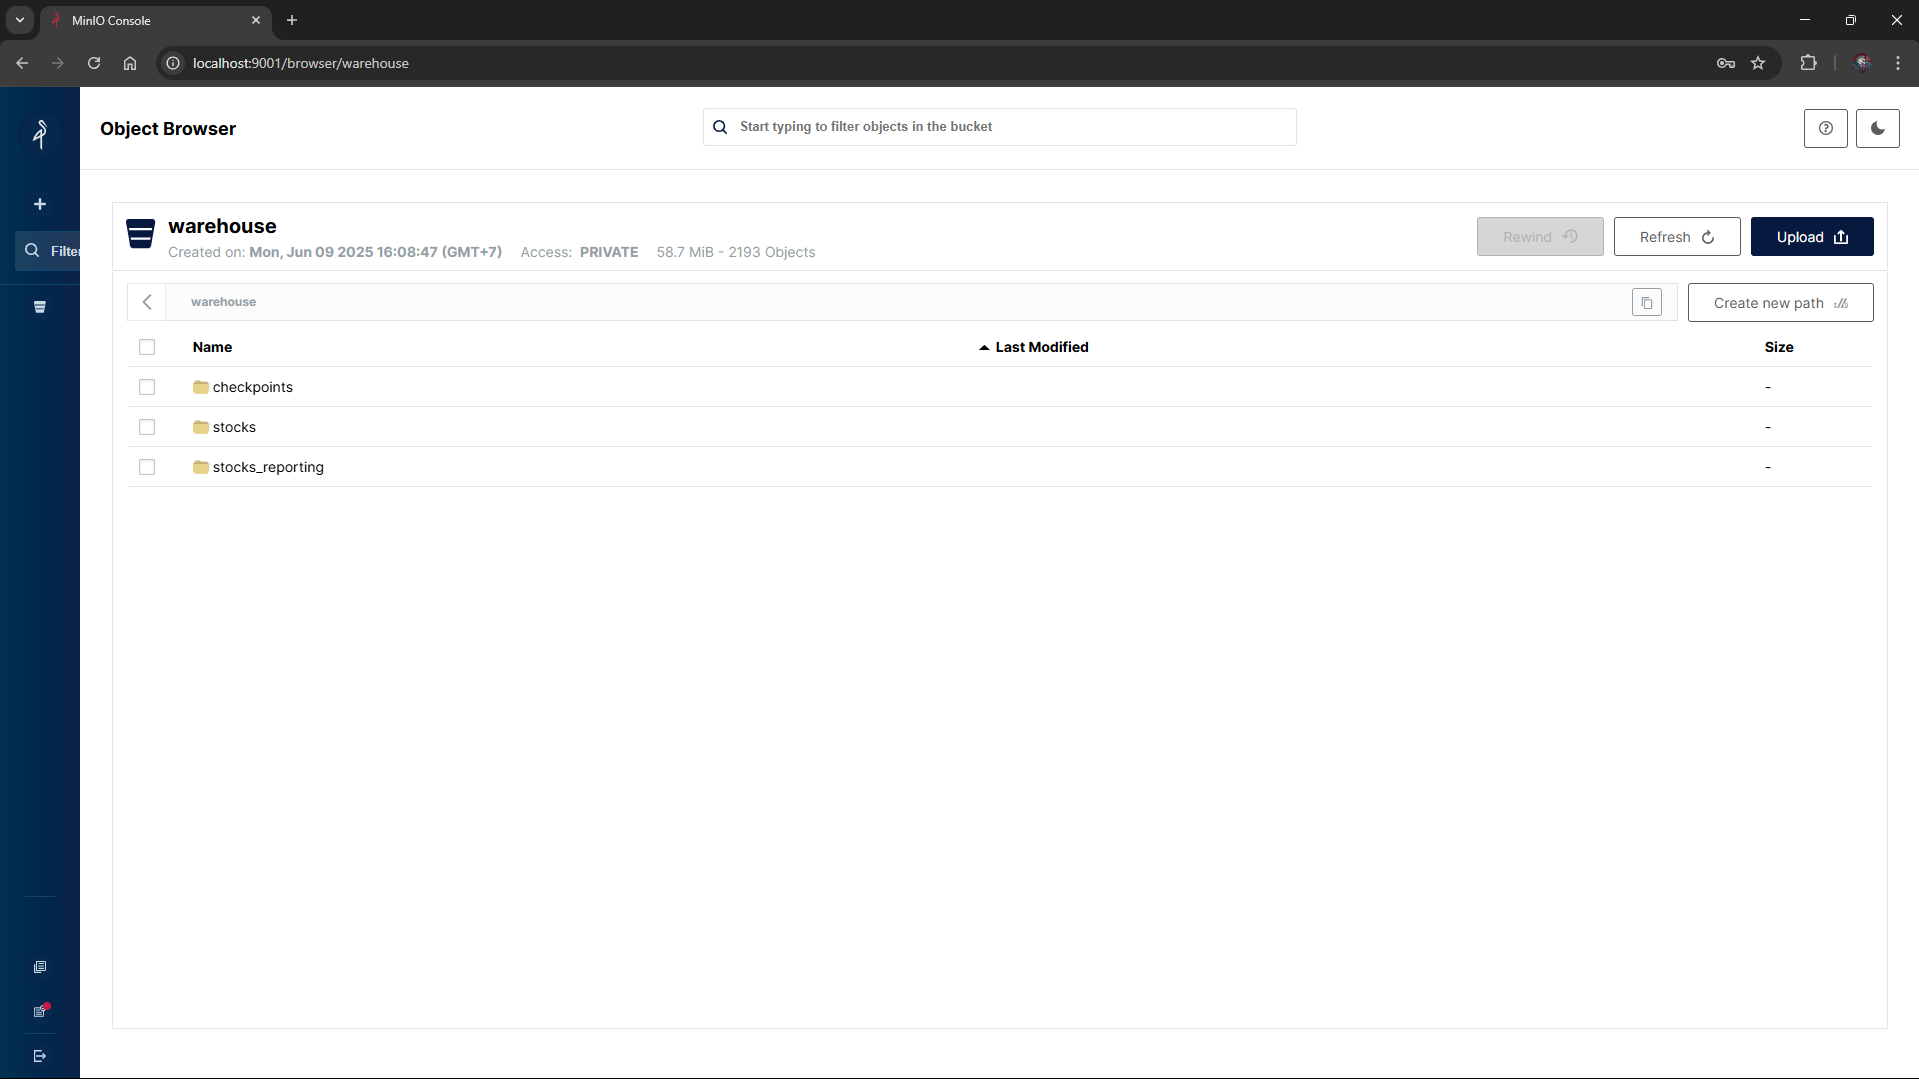 MinIO Console
localhost:9001/browser/warehouse
Object Browser
Start typing to filter objects in the bucket
Filter
warehouse
Created on: Mon, Jun 09 2025 16:08:47 (GMT+7) Access: PRIVATE 58.7 MiB - 2193 Objects
Rewind
Refresh
Upload
warehouse
Create new path
Name
Last Modified
Size
checkpoints
-
stocks
-
stocks_reporting
-